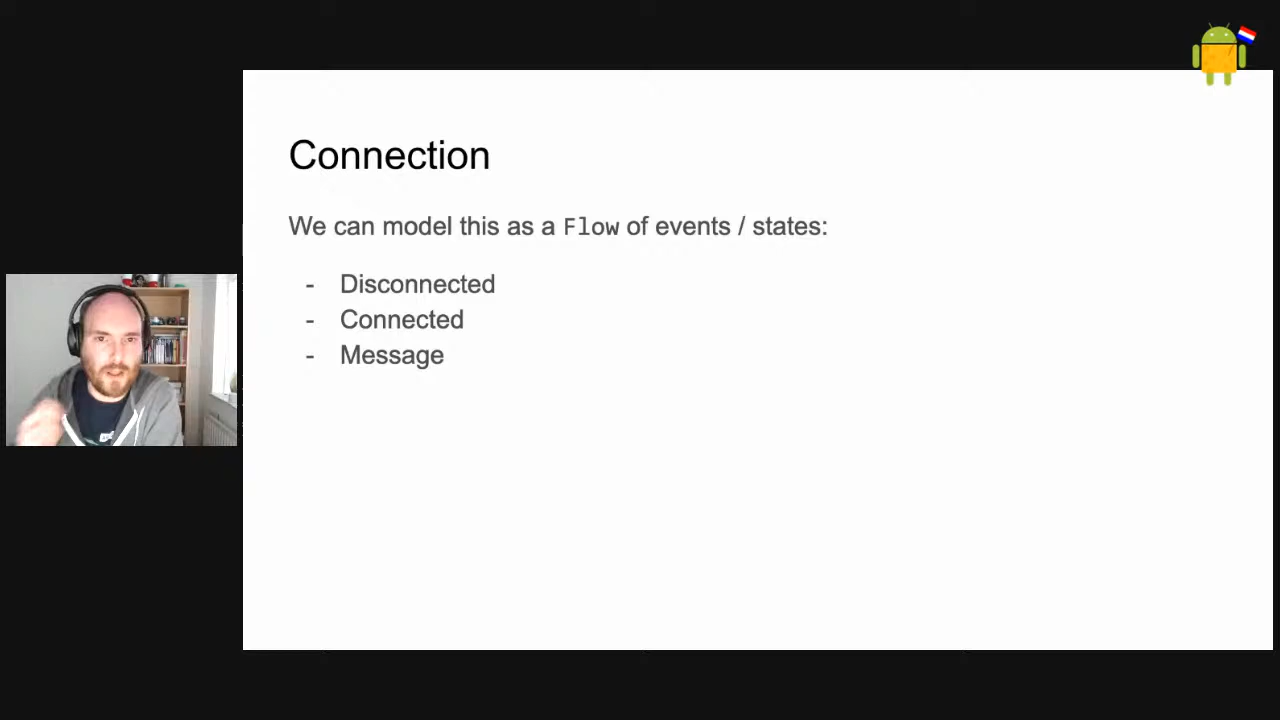 Connection
We can model this as a Flow of events / states:
- Disconnected
- Connected
- Message